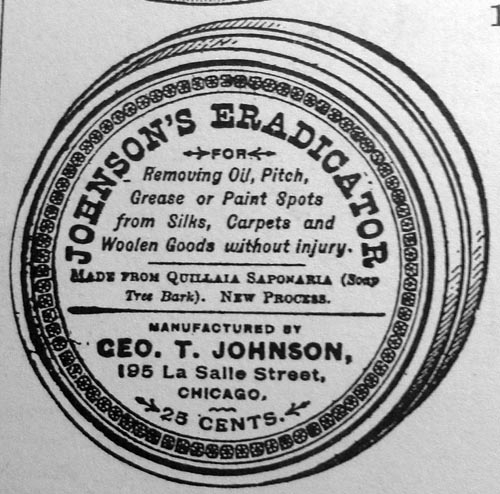 JOHNSON'S ERADICATOR
FOR
Removing Oil, Pitch,
Grease or Paint Spots
from Silks, Carpets and
Woolen Goods without injury.
MADE FROM QUILLAIA SAPONARIA (Soap
Tree Bark). NEW PROCESS.
MANUFACTURED BY
GEO. T. JOHNSON,
195 La Salle Street,
CHICAGO,
25 CENTS.